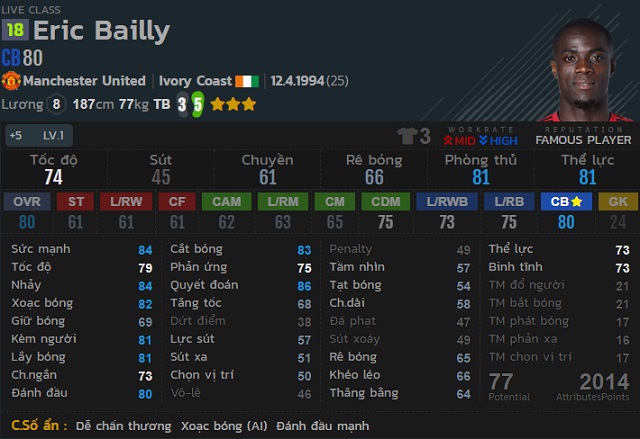 LIVE CLASS
18 Eric Bailly
CB 80
Manchester United Ivory Coast 12.4.1994 (25)
Lương 8 187cm 77kg TB 3 5
+5 LV.1
3 WORKRATE MID HIGH REPUTATION FAMOUS PLAYER
Tốc độ Sút Chuyền Rê bóng Phòng thủ Thể lực
74 45 61 66 81 81
OVR ST L/RW CF CAM L/RM CM CDM L/RWB L/RB CB GK
80 61 61 61 62 63 61 75 73 75 80 24
Sức mạnh 84 Cắt bóng 83 Penalty 49 Thể lực 73
Tốc độ 79 Phản ứng 75 Tầm nhìn 57 Bình tĩnh 73
Nhảy 84 Quyết đoán 86 Tạt bóng 54 TM đổ người 21
Xoạc bóng 82 Tăng tốc 68 Ch.dài 58 TM bắt bóng 21
Giữ bóng 69 Dứt điểm 38 Đá phạt 47 TM phát bóng 17
Kèm người 81 Lực sút 57 Sút xoáy 49 TM phản xạ 16
Lấy bóng 81 Sút xa 51 Rê bóng 65 TM chọn vị trí 17
Ch.ngắn 73 Chọn vị trí 50 Khéo léo 66 77 2014
Đánh đầu 80 Vô-lê 46 Thăng bằng 64 Potential AttributesPoints
C.Số ẩn : Dễ chấn thương Xoạc bóng (AI) Đánh đầu mạnh